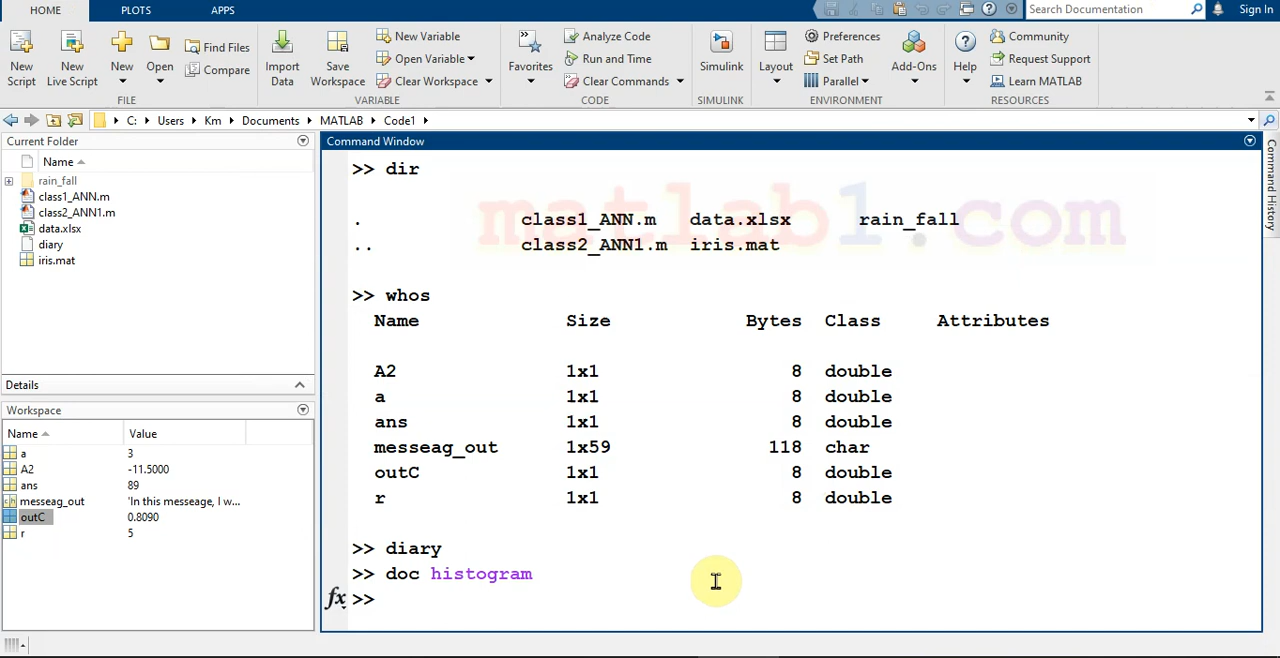 HOME PLOTS APPS Search Documentation Sign In
New Script
New Live Script
New
Open
Find Files
Compare
FILE
Import Data
Save Workspace
New Variable
Open Variable
Clear Workspace
VARIABLE
Favorites
Analyze Code
Run and Time
Clear Commands
CODE
Simulink
SIMULINK
Layout
Preferences
Set Path
Parallel
ENVIRONMENT
Add-Ons
Help
Community
Request Support
Learn MATLAB
RESOURCES
C: Users Km Documents MATLAB Code1
Current Folder
Name
rain_fall
class1_ANN.m
class2_ANN1.m
data.xlsx
diary
iris.mat
Details
Workspace
Name Value
a 3
A2 -11.5000
ans 89
messeag_out 'In this messeage, I w...
outC 0.8090
r 5
Command Window
matlab1.com
>> dir
. class1_ANN.m data.xlsx rain_fall
.. class2_ANN1.m iris.mat
>> whos
Name Size Bytes Class Attributes
A2 1x1 8 double
a 1x1 8 double
ans 1x1 8 double
messeag_out 1x59 118 char
outC 1x1 8 double
r 1x1 8 double
>> diary
>> doc histogram
fx >>
Command History